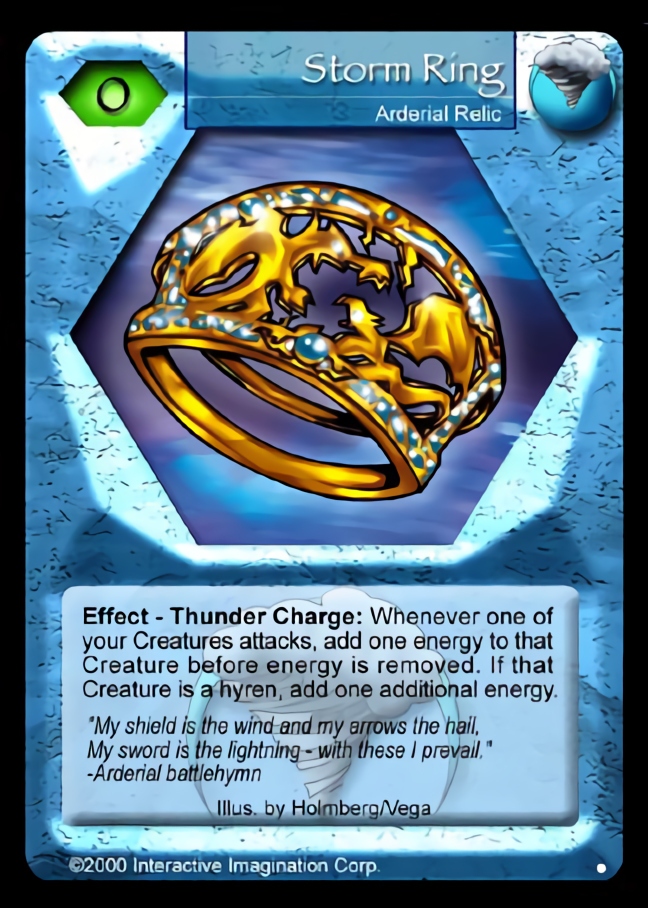 0
Storm Ring
Arderial Relic
Effect - Thunder Charge: Whenever one of
your Creatures attacks, add one energy to that
Creature before energy is removed. If that
Creature is a hyren, add one additional energy.
"My shield is the wind and my arrows the hail,
My sword is the lightning - with these I prevail."
-Arderial battlehymn
Illus. by Holmberg/Vega
©2000 Interactive Imagination Corp.